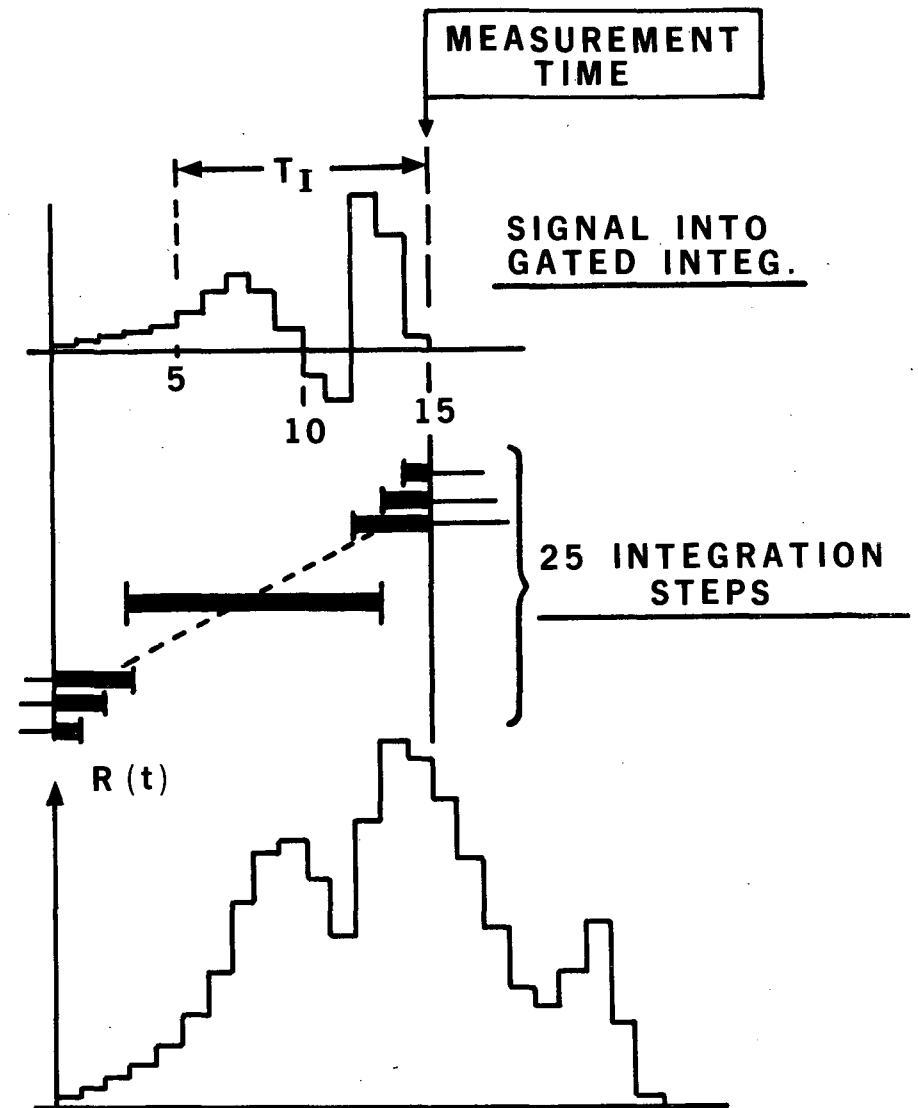 MEASUREMENT
TIME
T_I
SIGNAL INTO
GATED INTEG.
5
10
15
25 INTEGRATION
STEPS
R (t)